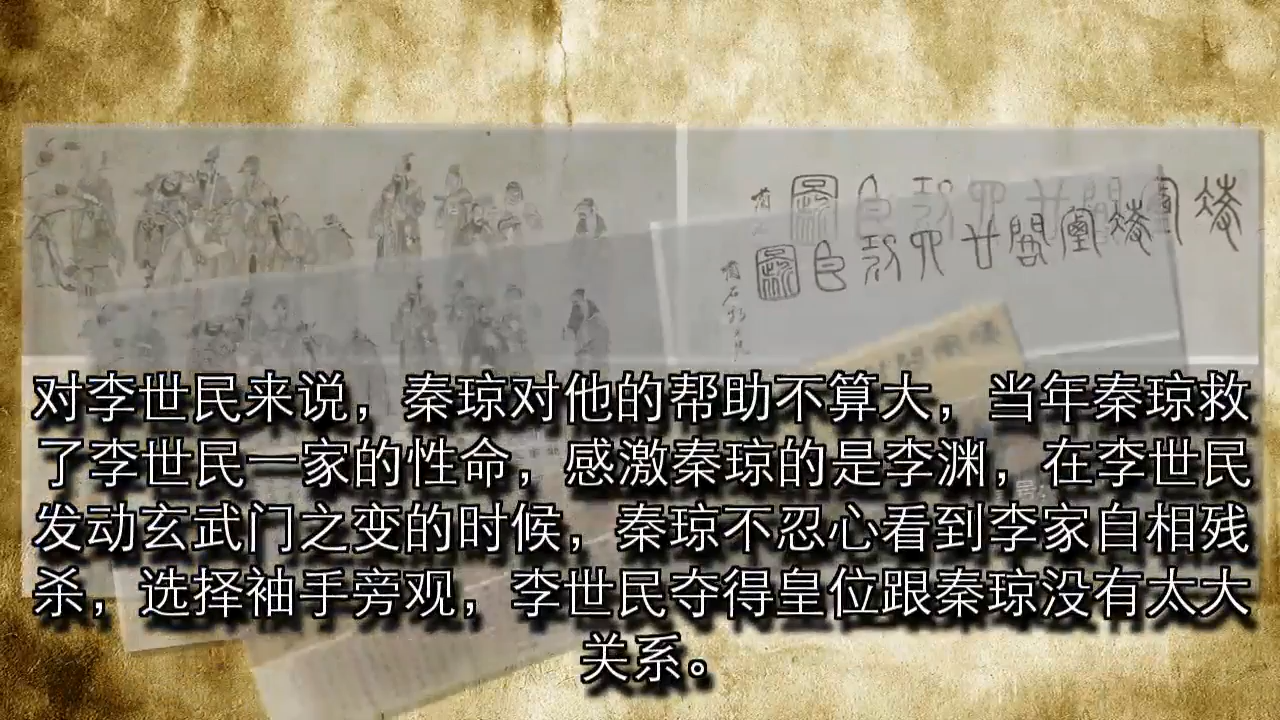 对李世民来说，秦琼对他的帮助不算大，当年秦琼救
了李世民一家的性命，感激秦琼的是李渊，在李世民
发动玄武门之变的时候，秦琼不忍心看到李家自相残
杀，选择袖手旁观，李世民夺得皇位跟秦琼没有太大
关系。